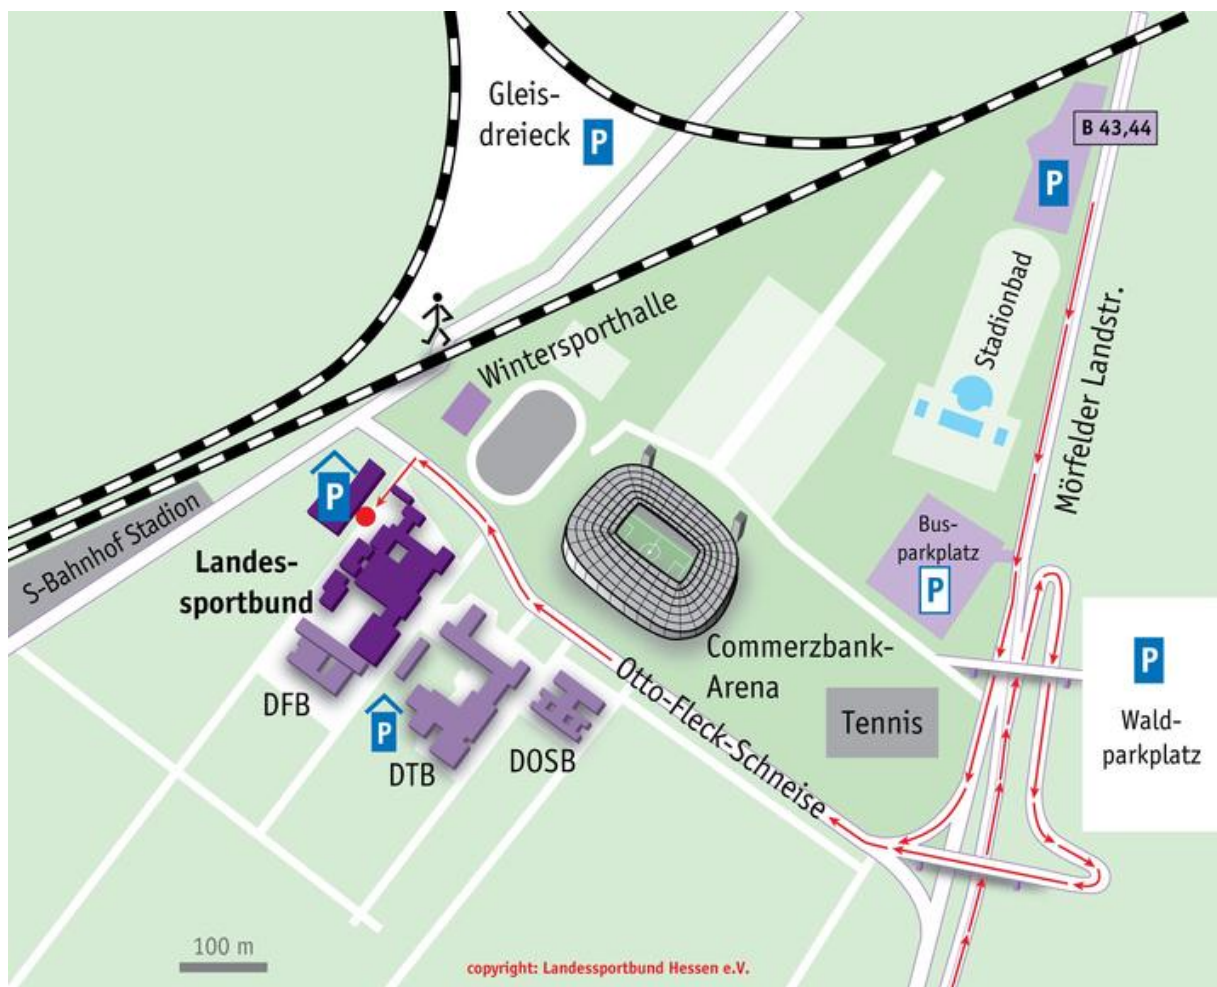 Gleis-
dreieck
P
B 43,44
P
Stadionbad
Mörfelder Landstr.
Wintersporthalle
P
S-Bahnhof Stadion
Landes-
sportbund
Bus-
parkplatz
P
Commerzbank-
Arena
Otto-Fleck-Schneise
Tennis
P
Wald-
parkplatz
DFB
P
DTB
DOSB
100 m
copyright: Landessportbund Hessen e.V.